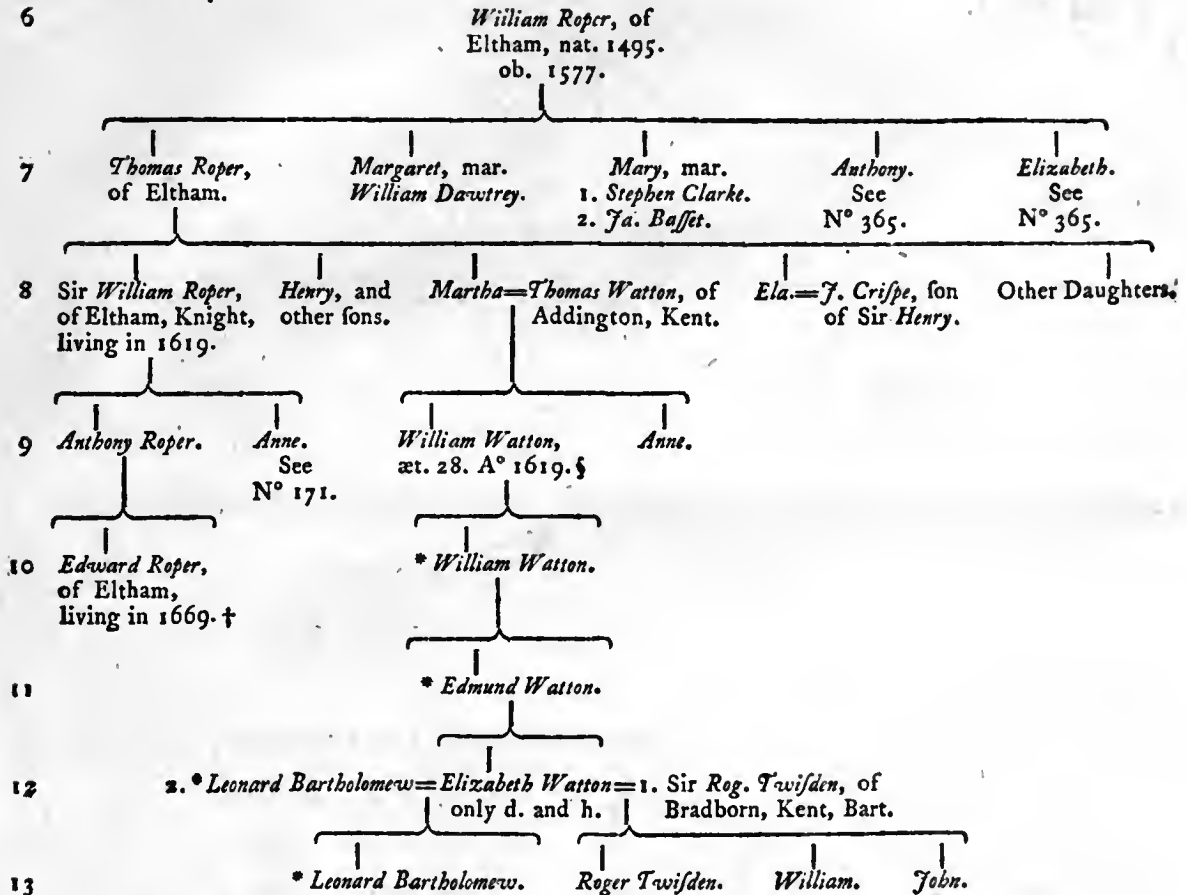 6 Wiiliam Roper, of
Eltham, nat. 1495.
ob. 1577.
7 Thomas Roper, Margaret, mar. Mary, mar. Anthony. Elizabeth.
of Eltham. William Dawtrey. 1. Stephen Clarke. See See
2. Ja. Baſſet. N° 365. N° 365.
8 Sir William Roper, Henry, and Martha=Thomas Watton, of Ela.=J. Criſpe, ſon Other Daughters.
of Eltham, Knight, other ſons. Addington, Kent. of Sir Henry.
living in 1619.
9 Anthony Roper. Anne. William Watton, Anne.
See æt. 28. A° 1619.§
N° 171.
10 Edward Roper, * William Watton.
of Eltham,
living in 1669.†
11 * Edmund Watton.
12 2. * Leonard Bartholomew=Elizabeth Watton=1. Sir Rog. Twiſden, of
only d. and h. Bradborn, Kent, Bart.
13 * Leonard Bartholomew. Roger Twiſden. William. John.